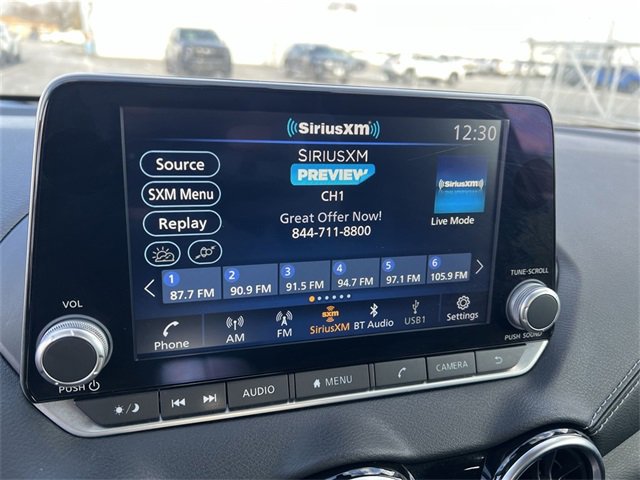 SiriusXM
12:30
Source
SIRIUSXM
PREVIEW
SXM Menu
SiriusXM
CH1
Replay
Great Offer Now!
Live Mode
844-711-8800
1 2 3 4 5 6
87.7 FM 90.9 FM 91.5 FM 94.7 FM 97.1 FM 105.9 FM
TUNE·SCROLL
VOL
sxm
Phone AM FM SiriusXM BT Audio USB1 Settings
PUSH
PUSH SOUND
AUDIO MENU CAMERA